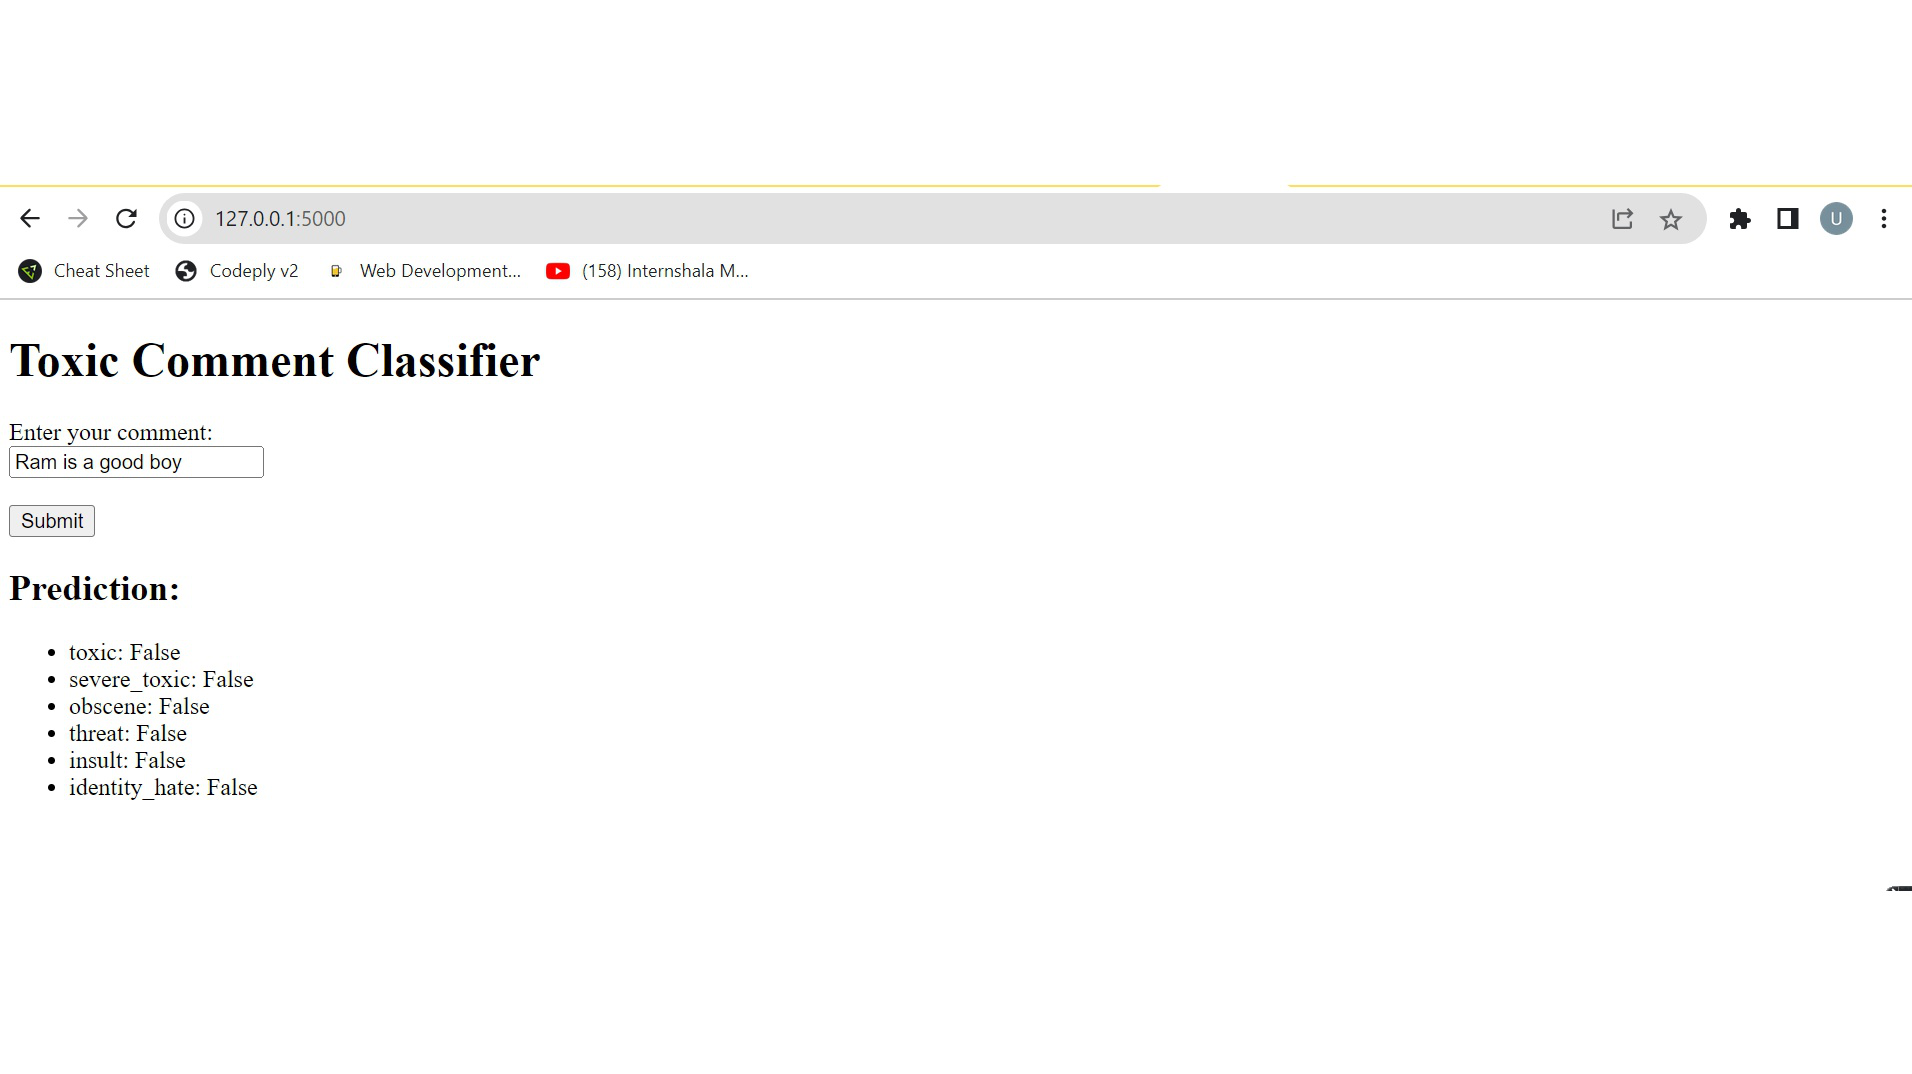 127.0.0.1:5000
U
Cheat Sheet Codeply v2 Web Development... (158) Internshala M...
Toxic Comment Classifier
Enter your comment:
Ram is a good boy
Submit
Prediction:
• toxic: False
• severe_toxic: False
• obscene: False
• threat: False
• insult: False
• identity_hate: False